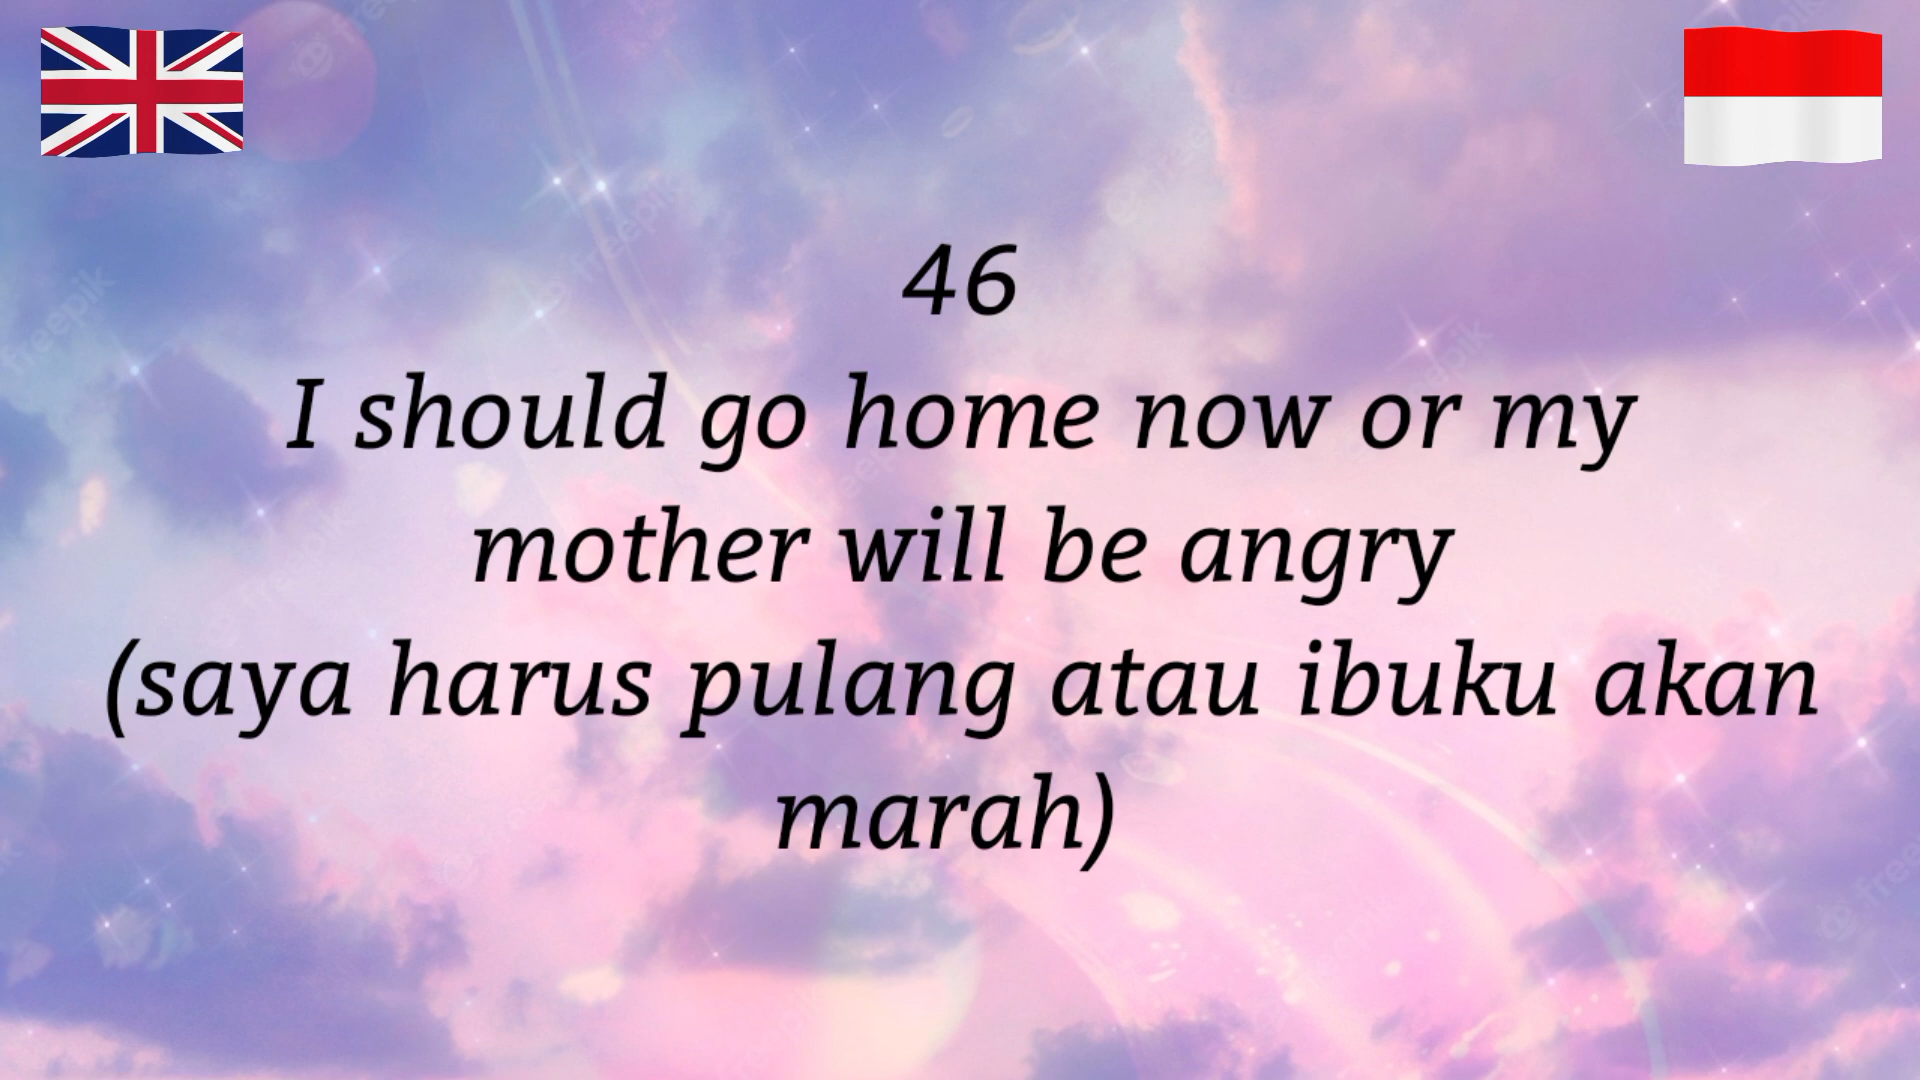 46
I should go home now or my
mother will be angry
(saya harus pulang atau ibuku akan
marah)